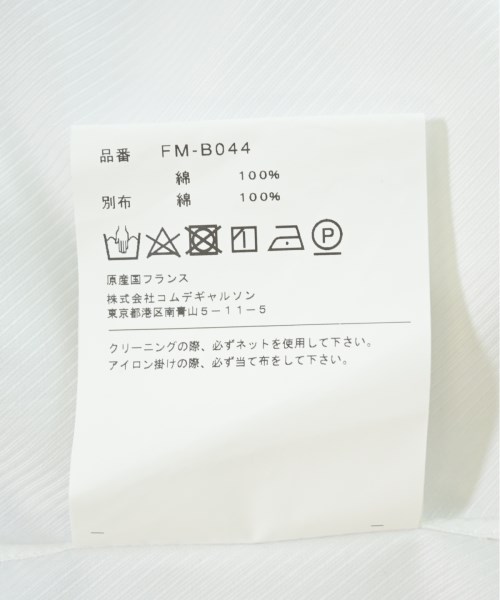 品番 FM-B044
綿 100%
別布 綿 100%
P
原産国フランス
株式会社コムデギャルソン
東京都港区南青山5-11-5
クリーニングの際、必ずネットを使用して下さい。
アイロン掛けの際、必ず当て布をして下さい。